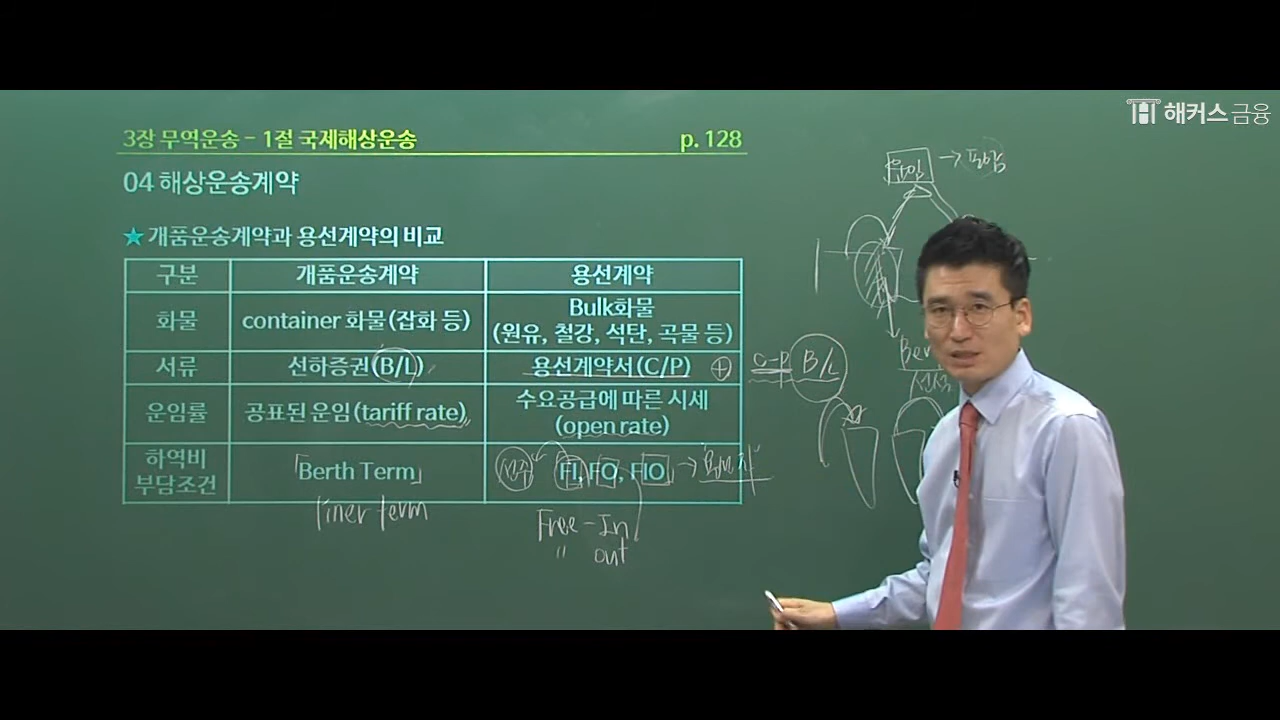 해커스금융
3장 무역운송 - 1절 국제해상운송 p. 128
04 해상운송계약
★ 개품운송계약과 용선계약의 비교
구분 개품운송계약 용선계약
화물 container 화물(잡화 등) Bulk화물
(원유, 철강, 석탄, 곡물 등)
서류 선하증권(B/L) 용선계약서(C/P) + C-P B/L
운임률 공표된 운임(tariff rate) 수요공급에 따른 시세
(open rate)
하역비
부담조건 「Berth Term」 선주 FI, FO, FIO →
liner term
Free - In
" out
Ber